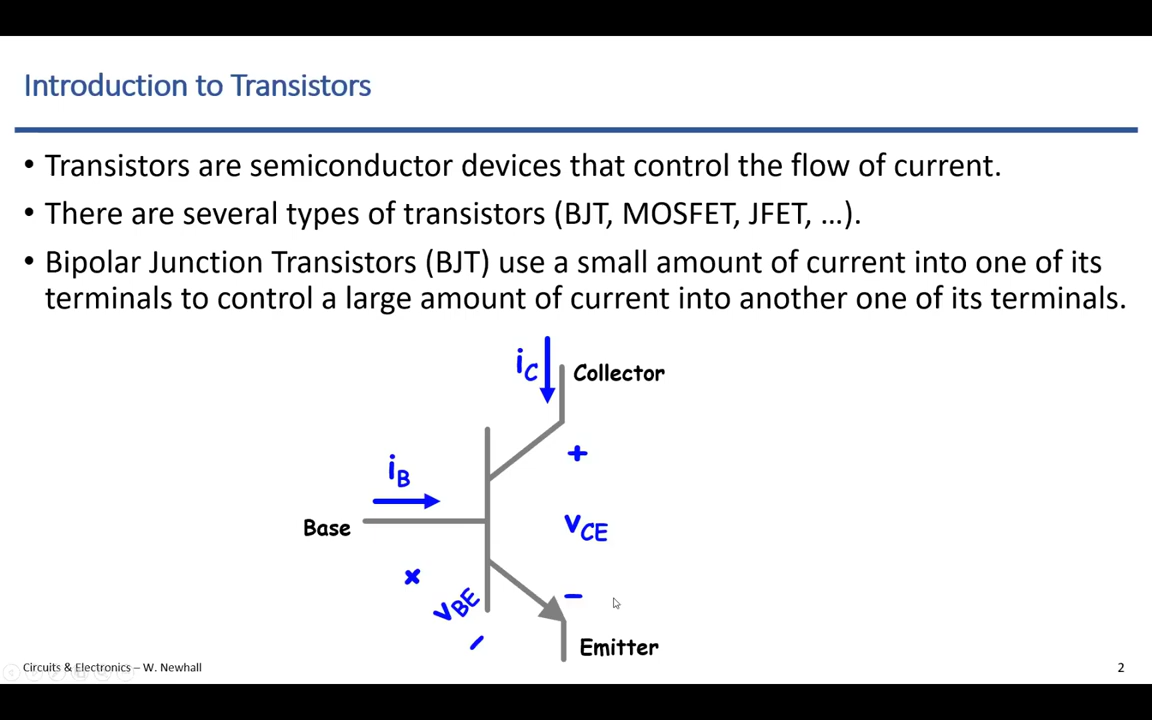 Introduction to Transistors
• Transistors are semiconductor devices that control the flow of current.
• There are several types of transistors (BJT, MOSFET, JFET, ...).
• Bipolar Junction Transistors (BJT) use a small amount of current into one of its
terminals to control a large amount of current into another one of its terminals.
iC
Collector
+
iB
Base
vCE
+
vBE
–
–
Emitter
Circuits & Electronics – W. Newhall
2